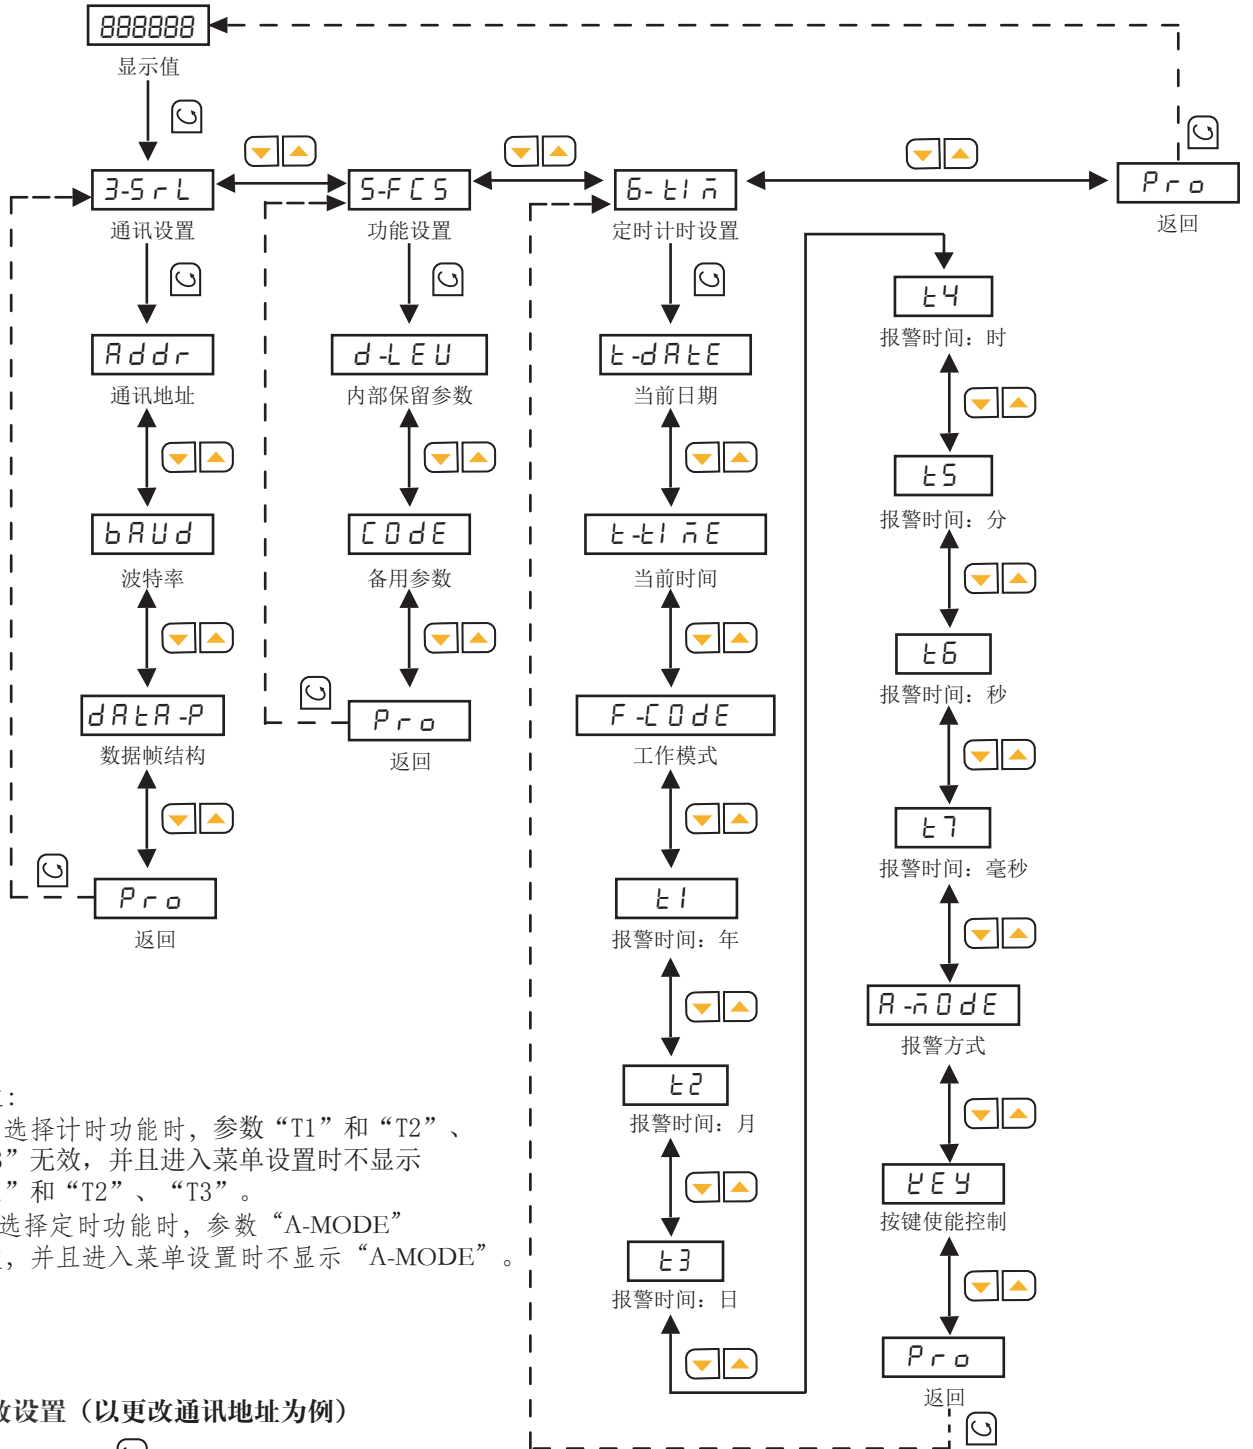 888888
显示值
3-SrL
通讯设置
Addr
通讯地址
bAUd
波特率
dAtA-P
数据帧结构
Pro
返回
5-FCS
功能设置
d-LEU
内部保留参数
CODE
备用参数
Pro
返回
6-tIM
定时计时设置
t-dAtE
当前日期
t-tIME
当前时间
F-CODE
工作模式
t1
报警时间：年
t2
报警时间：月
t3
报警时间：日
t4
报警时间：时
t5
报警时间：分
t6
报警时间：秒
t7
报警时间：毫秒
A-MODE
报警方式
KEY
按键使能控制
Pro
返回
Pro
返回
：
选择计时功能时，参数“T1”和“T2”、
”无效，并且进入菜单设置时不显示
”和“T2”、“T3”。
选择定时功能时，参数“A-MODE”
，并且进入菜单设置时不显示“A-MODE”。
设置（以更改通讯地址为例）